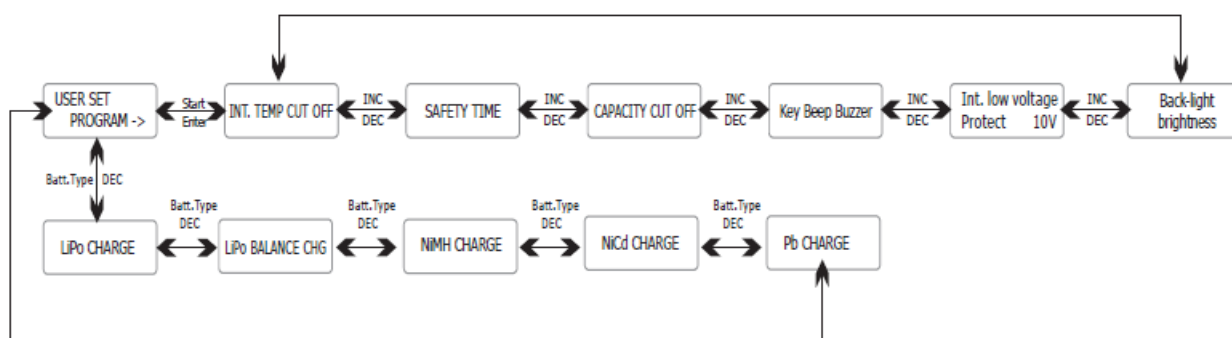 USER SET
PROGRAM ->
Start
Enter
INT. TEMP CUT OFF
INC
DEC
SAFETY TIME
INC
DEC
CAPACITY CUT OFF
INC
DEC
Key Beep Buzzer
INC
DEC
Int. low voltage
Protect 10V
INC
DEC
Back-light
brightness
Batt.Type DEC
LiPo CHARGE
Batt.Type
DEC
LiPo BALANCE CHG
Batt.Type
DEC
NiMH CHARGE
Batt.Type
DEC
NiCd CHARGE
Batt.Type
DEC
Pb CHARGE